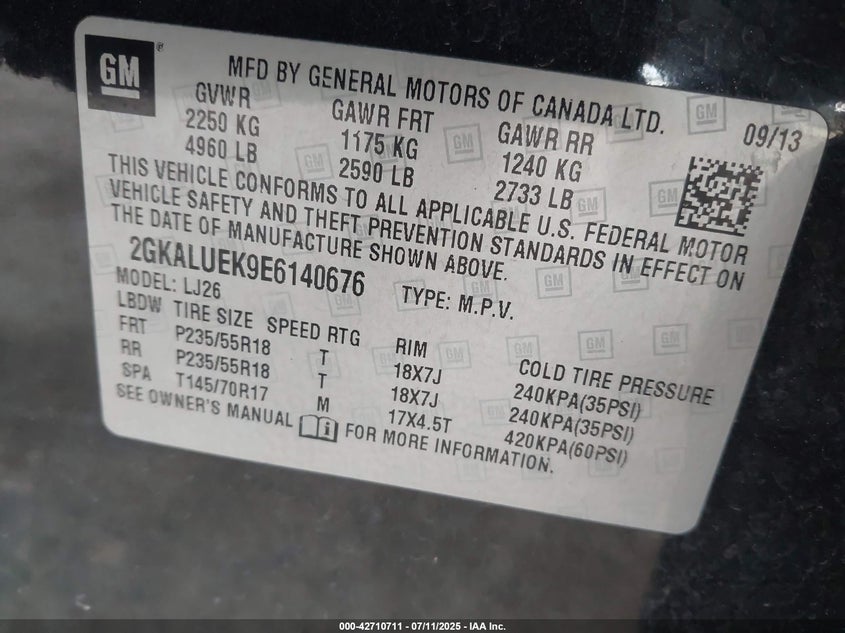 GM
MFD BY GENERAL MOTORS OF CANADA LTD.
09/13
GVWR GAWR FRT GAWR RR
2250 KG 1175 KG 1240 KG
4960 LB 2590 LB 2733 LB
THIS VEHICLE CONFORMS TO ALL APPLICABLE U.S. FEDERAL MOTOR
VEHICLE SAFETY AND THEFT PREVENTION STANDARDS IN EFFECT ON
THE DATE OF MANUFACTURE SHOWN ABOVE.
2GKALUEK9E6140676 TYPE: M.P.V.
MODEL: LJ26
LBDW TIRE SIZE SPEED RTG RIM COLD TIRE PRESSURE
FRT P235/55R18 T 18X7J 240KPA(35PSI)
RR P235/55R18 T 18X7J 240KPA(35PSI)
SPA T145/70R17 M 17X4.5T 420KPA(60PSI)
SEE OWNER'S MANUAL FOR MORE INFORMATION.
000-42710711 - 07/11/2025 - IAA Inc.